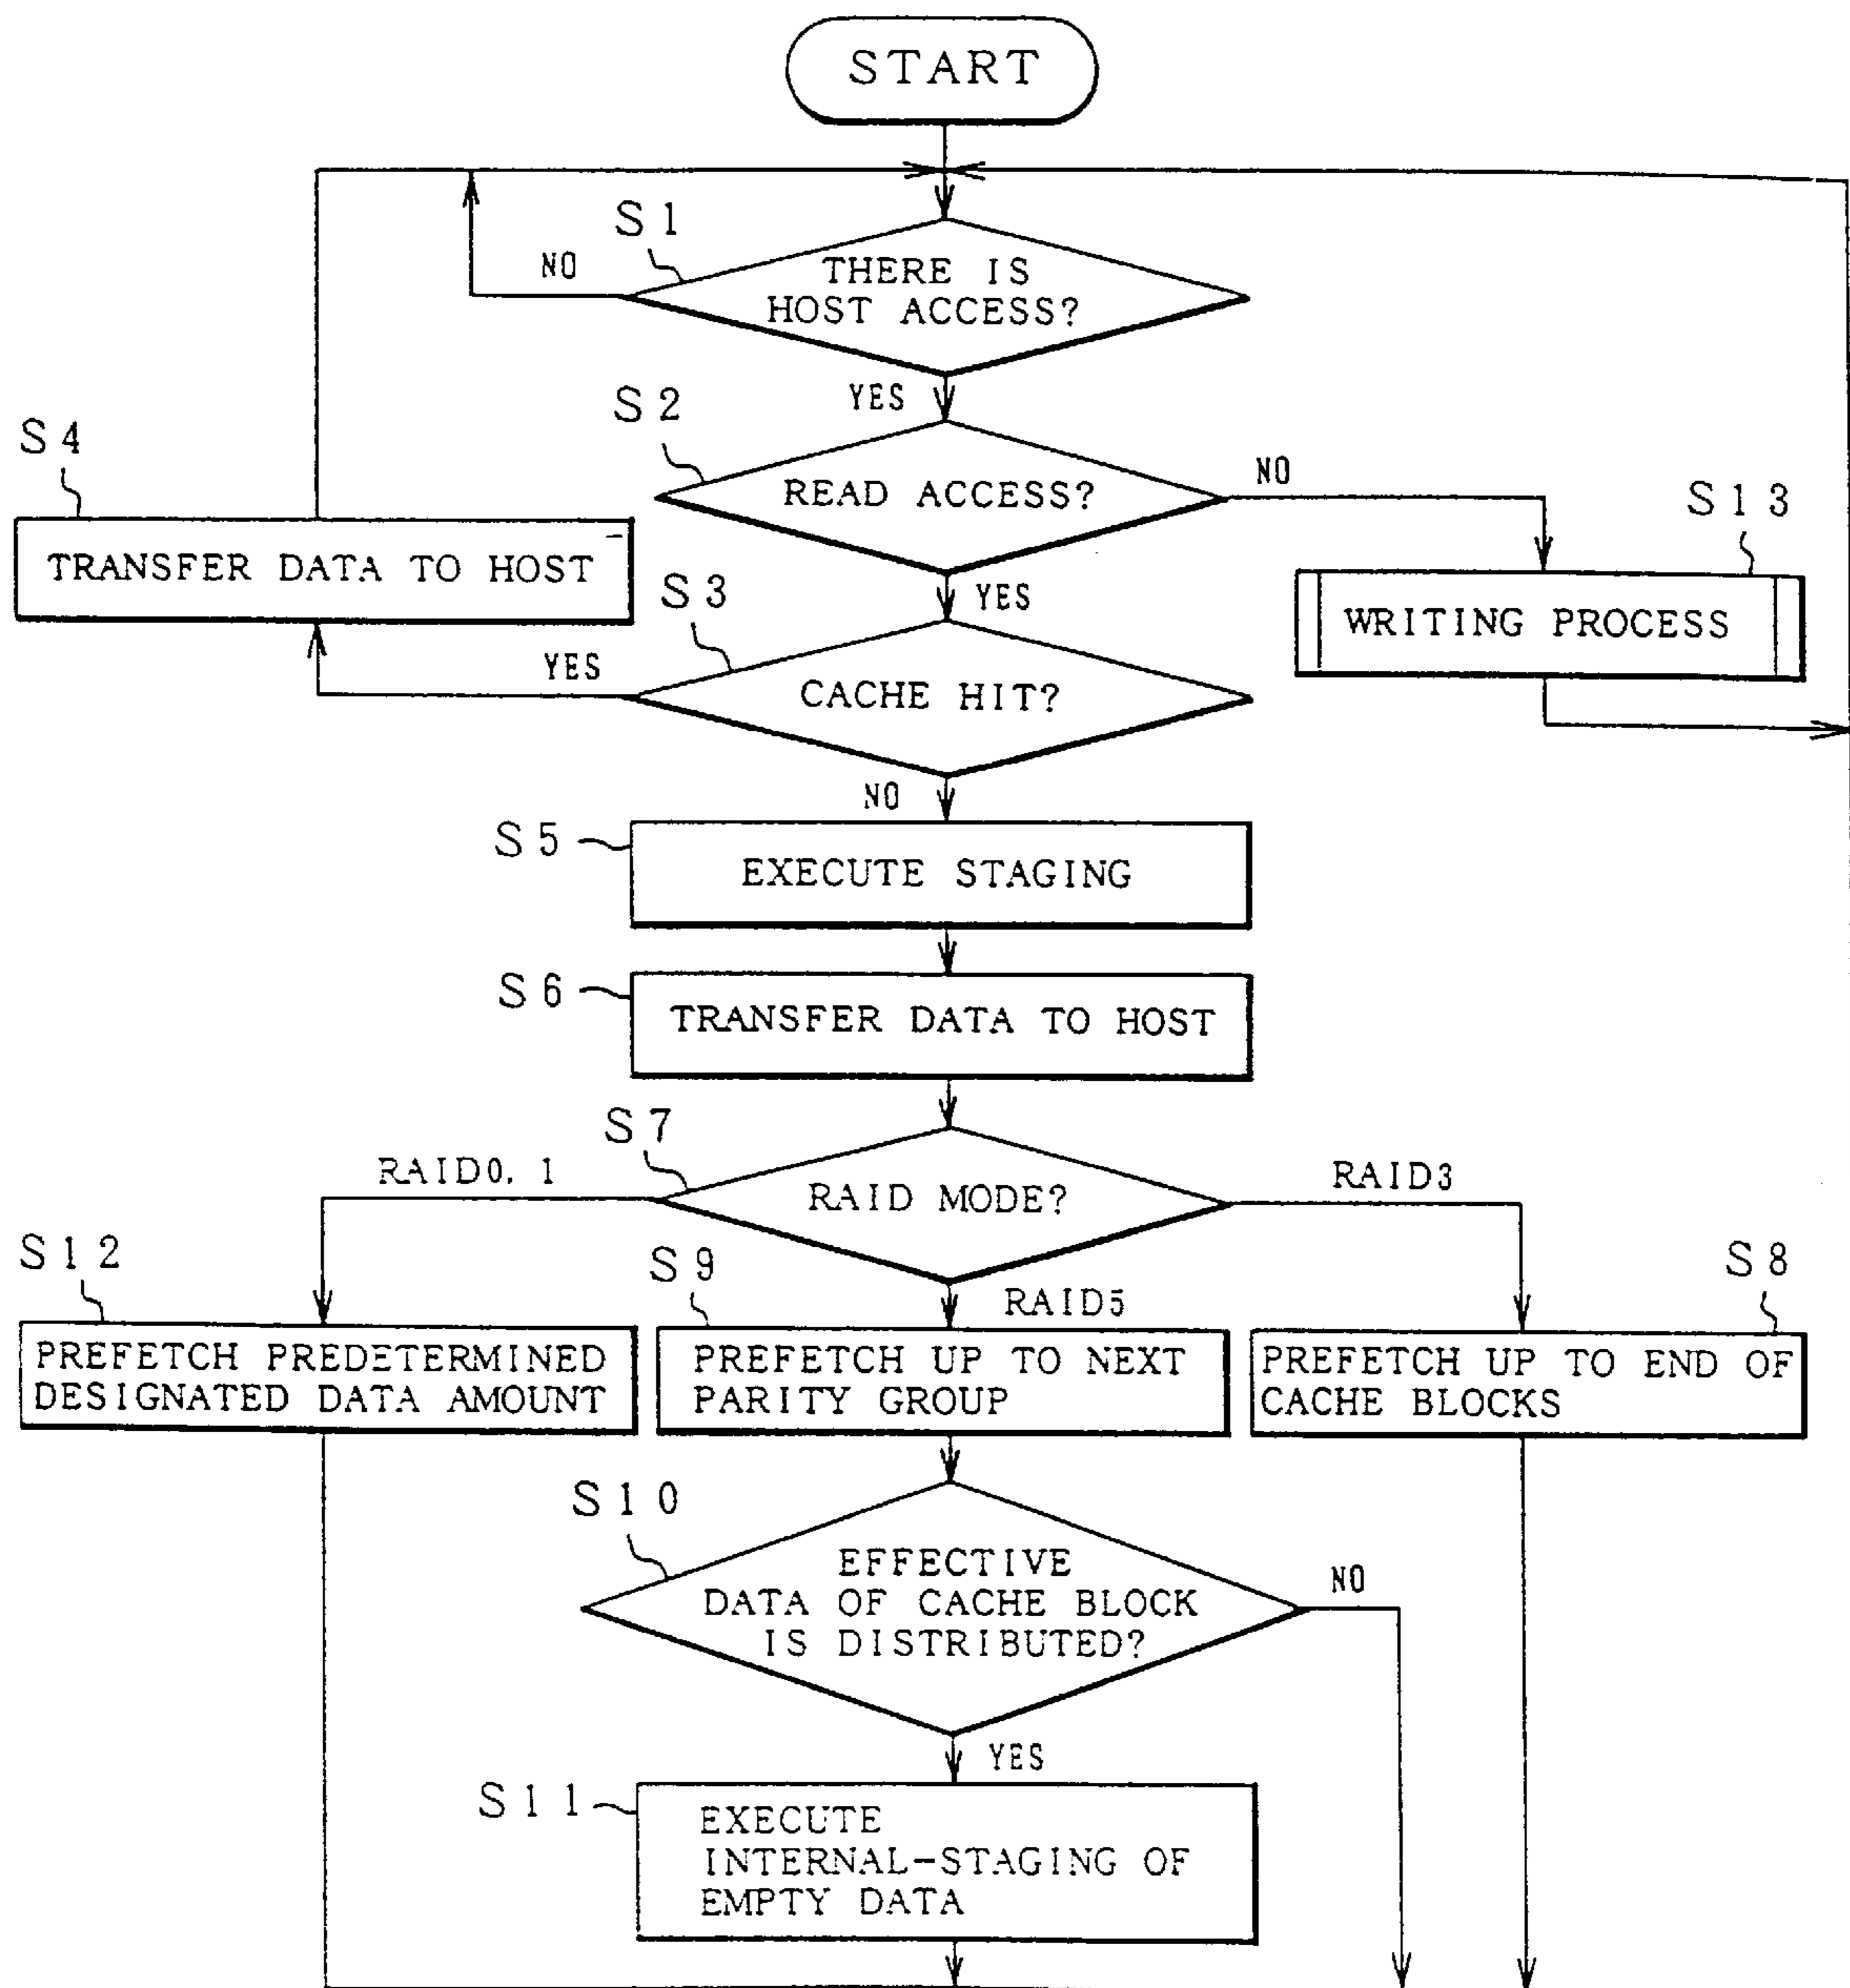 START
S1
THERE IS
HOST ACCESS?
NO
YES
S2
READ ACCESS?
NO
YES
S4
TRANSFER DATA TO HOST
S13
WRITING PROCESS
S3
CACHE HIT?
YES
NO
S5
EXECUTE STAGING
S6
TRANSFER DATA TO HOST
S7
RAID MODE?
RAID0, 1
RAID3
RAID5
S12
PREFETCH PREDETERMINED
DESIGNATED DATA AMOUNT
S9
PREFETCH UP TO NEXT
PARITY GROUP
S8
PREFETCH UP TO END OF
CACHE BLOCKS
S10
EFFECTIVE
DATA OF CACHE BLOCK
IS DISTRIBUTED?
NO
YES
S11
EXECUTE
INTERNAL-STAGING OF
EMPTY DATA